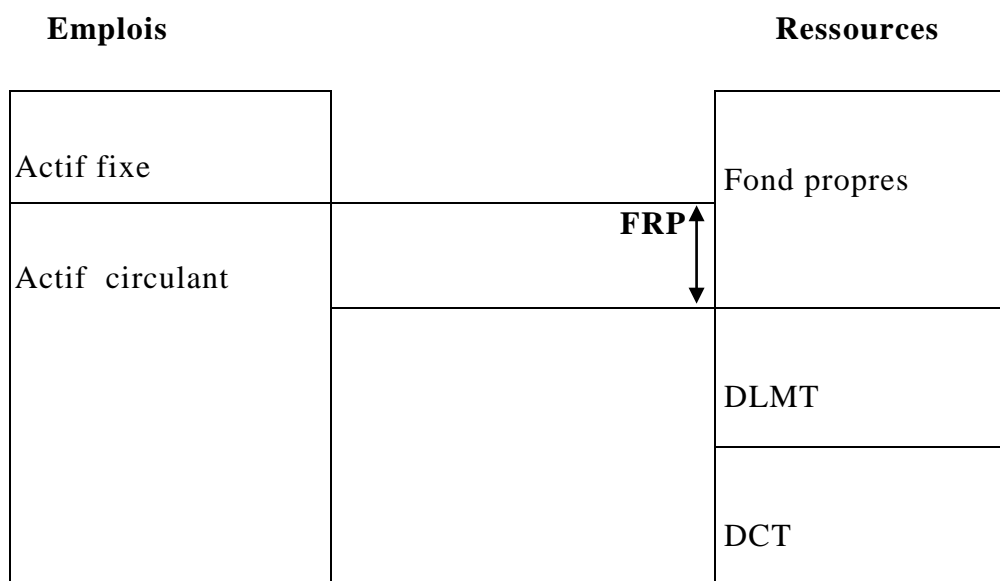 Emplois
Ressources
Actif fixe
Fond propres
FRP
Actif circulant
DLMT
DCT